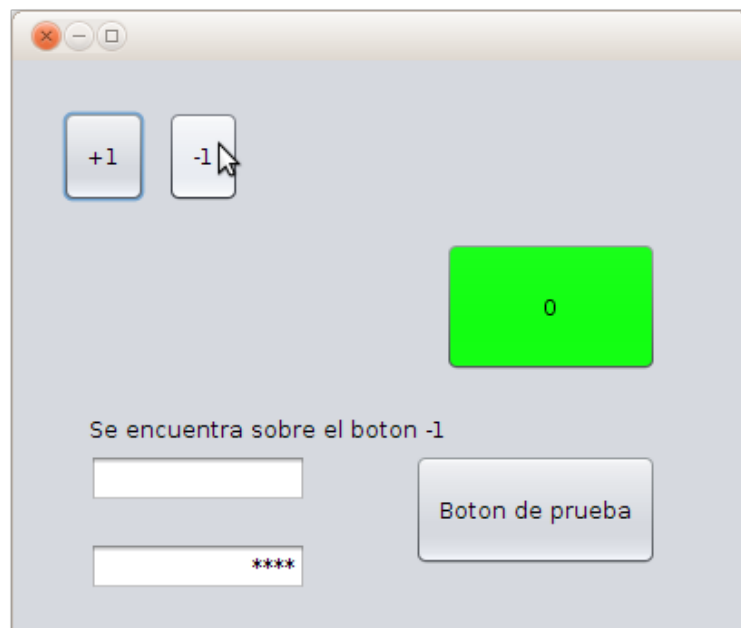 +1
-1
0
Se encuentra sobre el boton -1
Boton de prueba
****